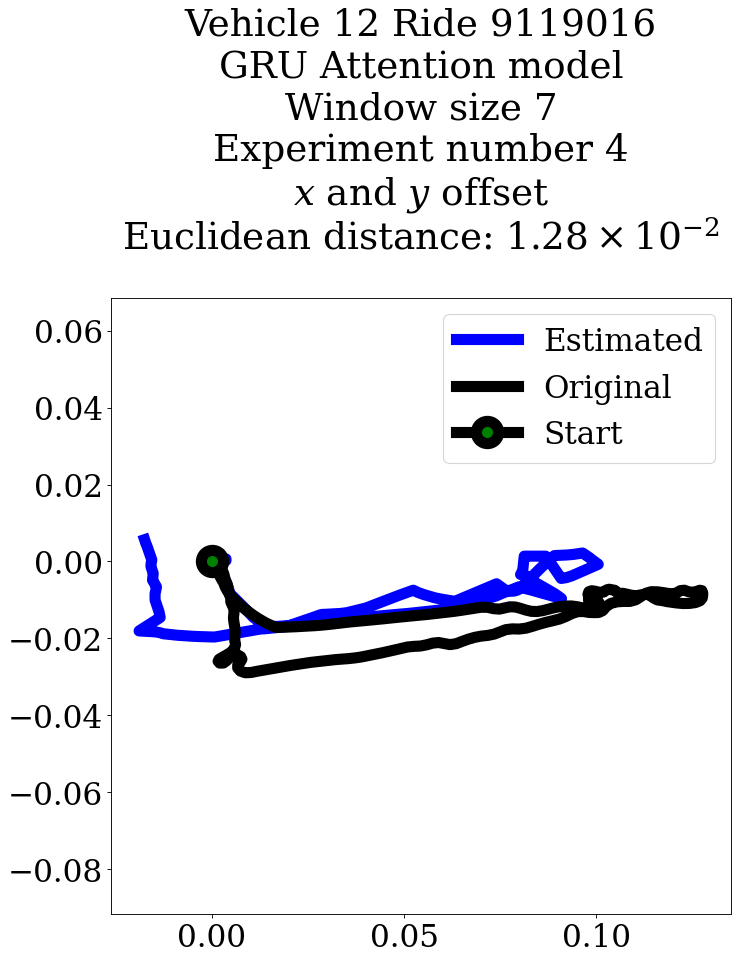 Vehicle 12 Ride 9119016
GRU Attention model
Window size 7
Experiment number 4
x and y offset
Euclidean distance: 1.28 × 10⁻²
Estimated
Original
Start
0.06
0.04
0.02
0.00
−0.02
−0.04
−0.06
−0.08
0.00 0.05 0.10